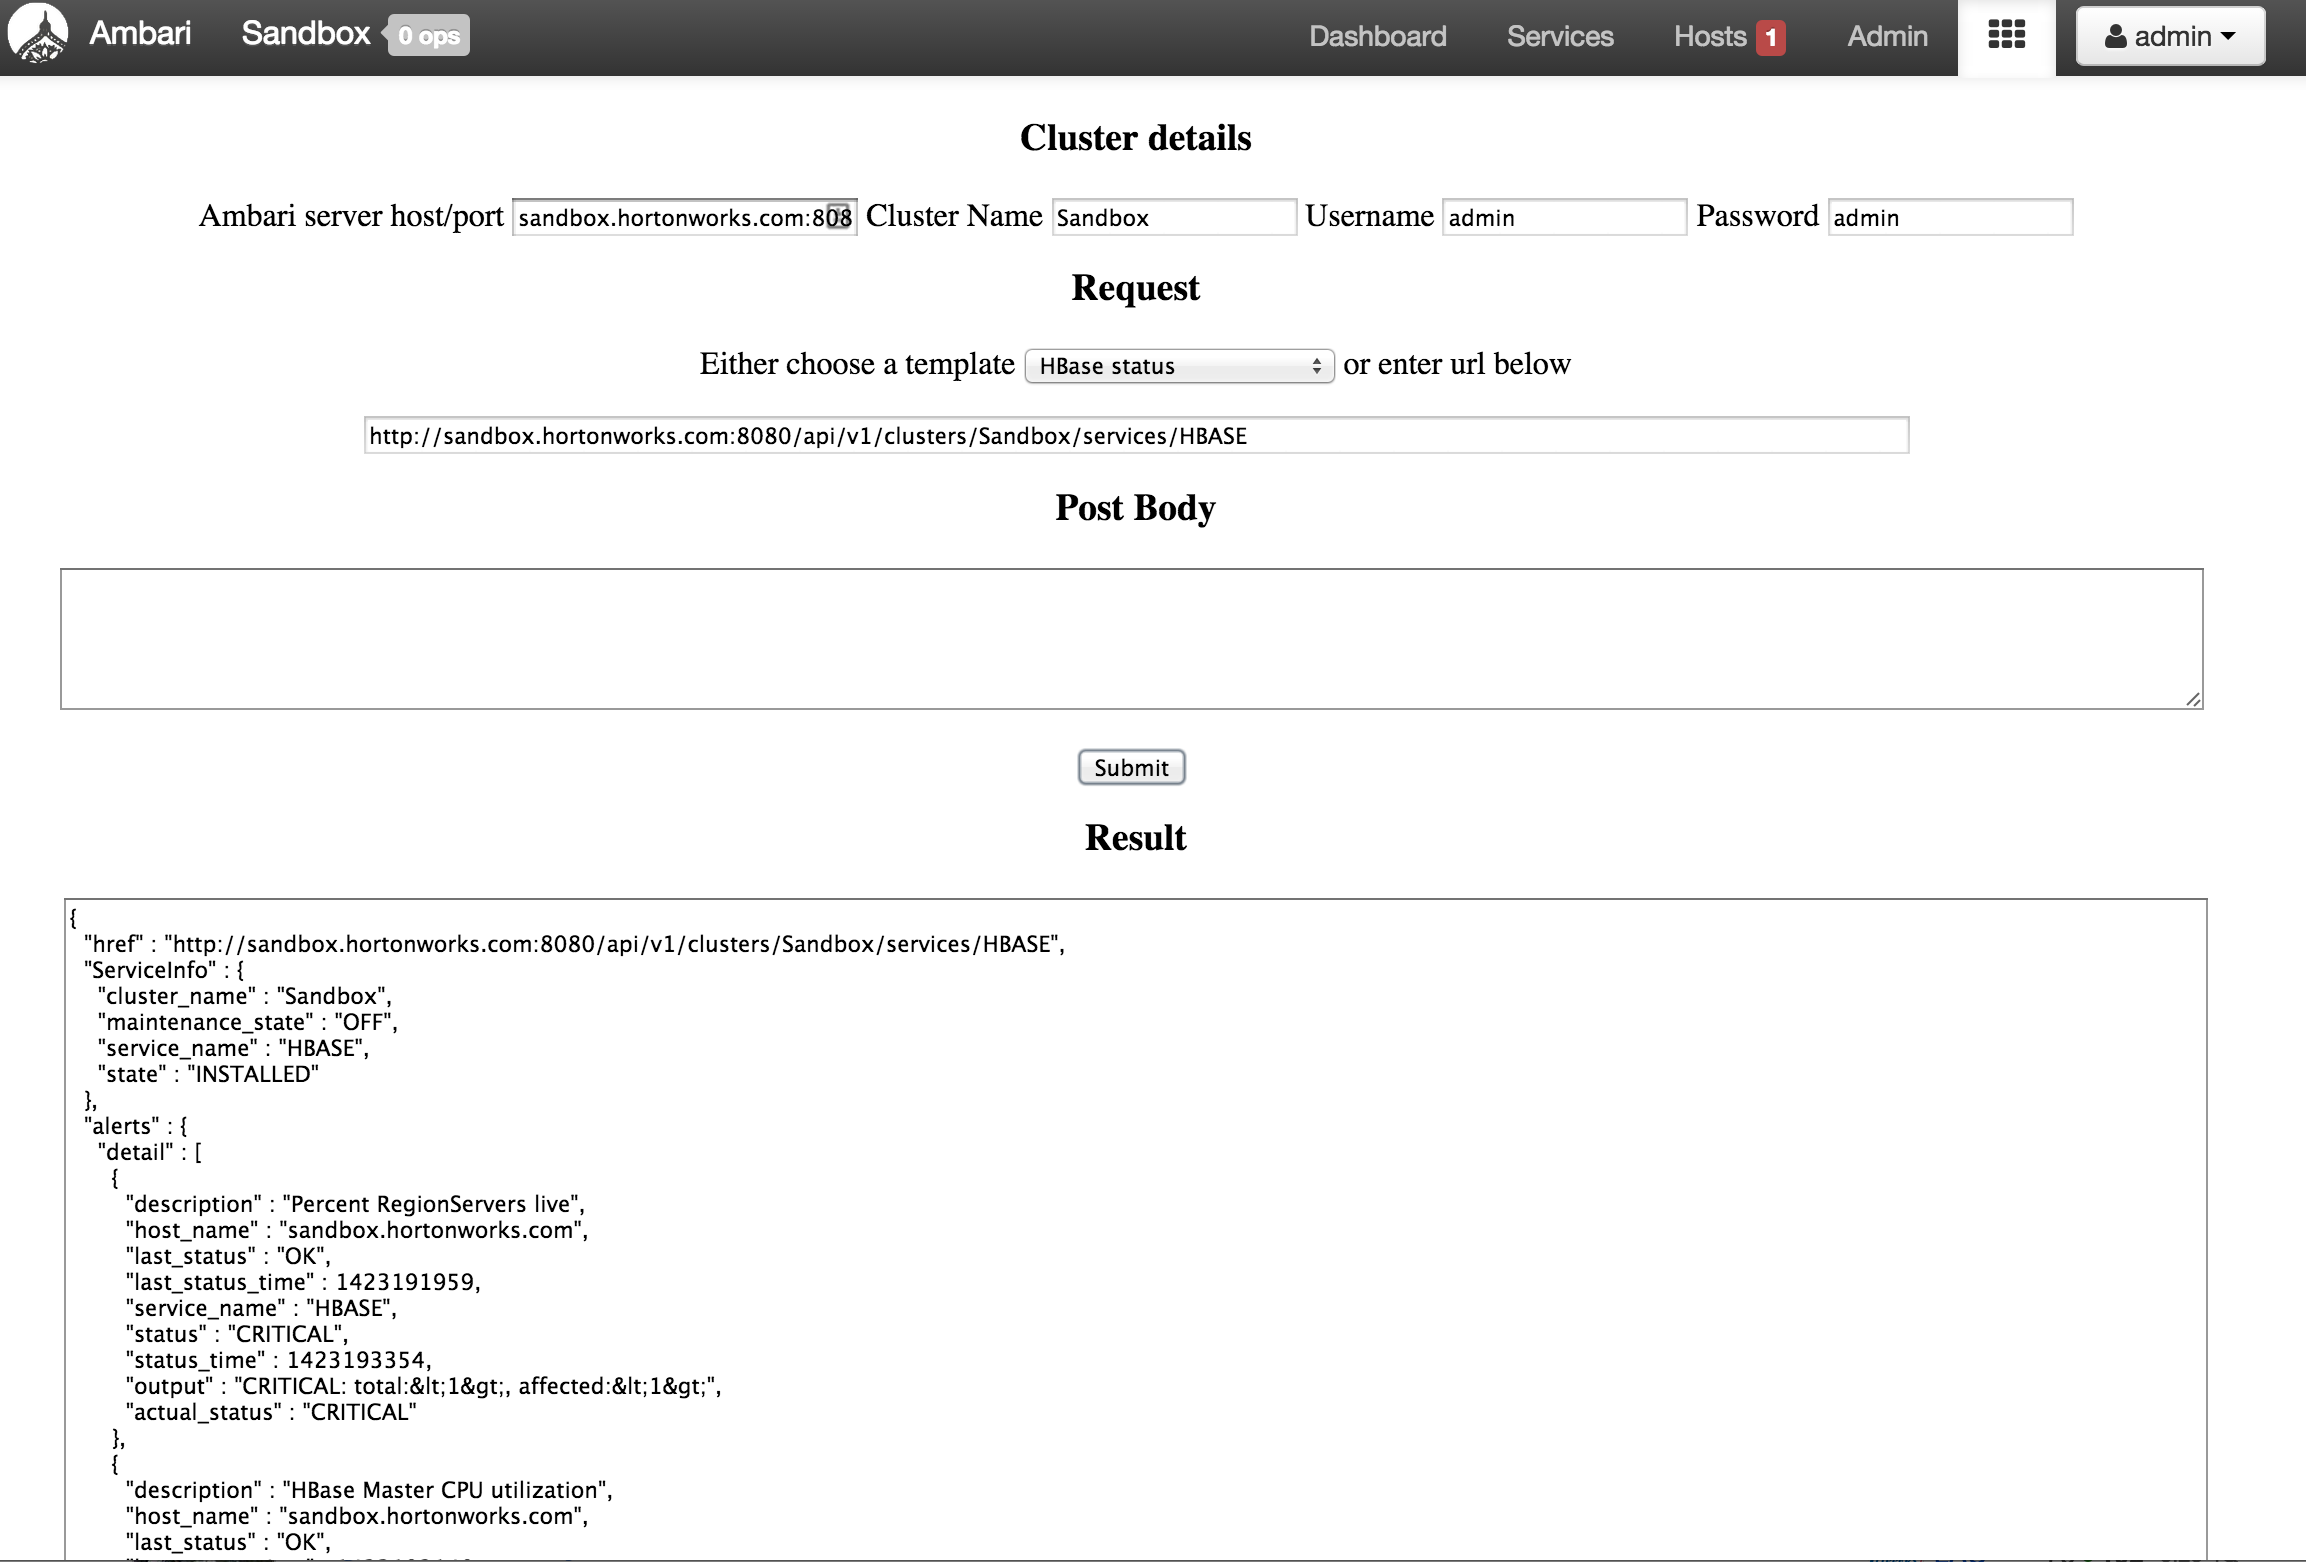 Ambari Sandbox 0 ops Dashboard Services Hosts 1 Admin admin
Cluster details
Ambari server host/port sandbox.hortonworks.com:808 Cluster Name Sandbox Username admin Password admin
Request
Either choose a template HBase status or enter url below
http://sandbox.hortonworks.com:8080/api/v1/clusters/Sandbox/services/HBASE
Post Body
Submit
Result
{
"href" : "http://sandbox.hortonworks.com:8080/api/v1/clusters/Sandbox/services/HBASE",
"ServiceInfo" : {
"cluster_name" : "Sandbox",
"maintenance_state" : "OFF",
"service_name" : "HBASE",
"state" : "INSTALLED"
},
"alerts" : {
"detail" : [
{
"description" : "Percent RegionServers live",
"host_name" : "sandbox.hortonworks.com",
"last_status" : "OK",
"last_status_time" : 1423191959,
"service_name" : "HBASE",
"status" : "CRITICAL",
"status_time" : 1423193354,
"output" : "CRITICAL: total:&lt;1&gt;, affected:&lt;1&gt;",
"actual_status" : "CRITICAL"
},
{
"description" : "HBase Master CPU utilization",
"host_name" : "sandbox.hortonworks.com",
"last_status" : "OK",